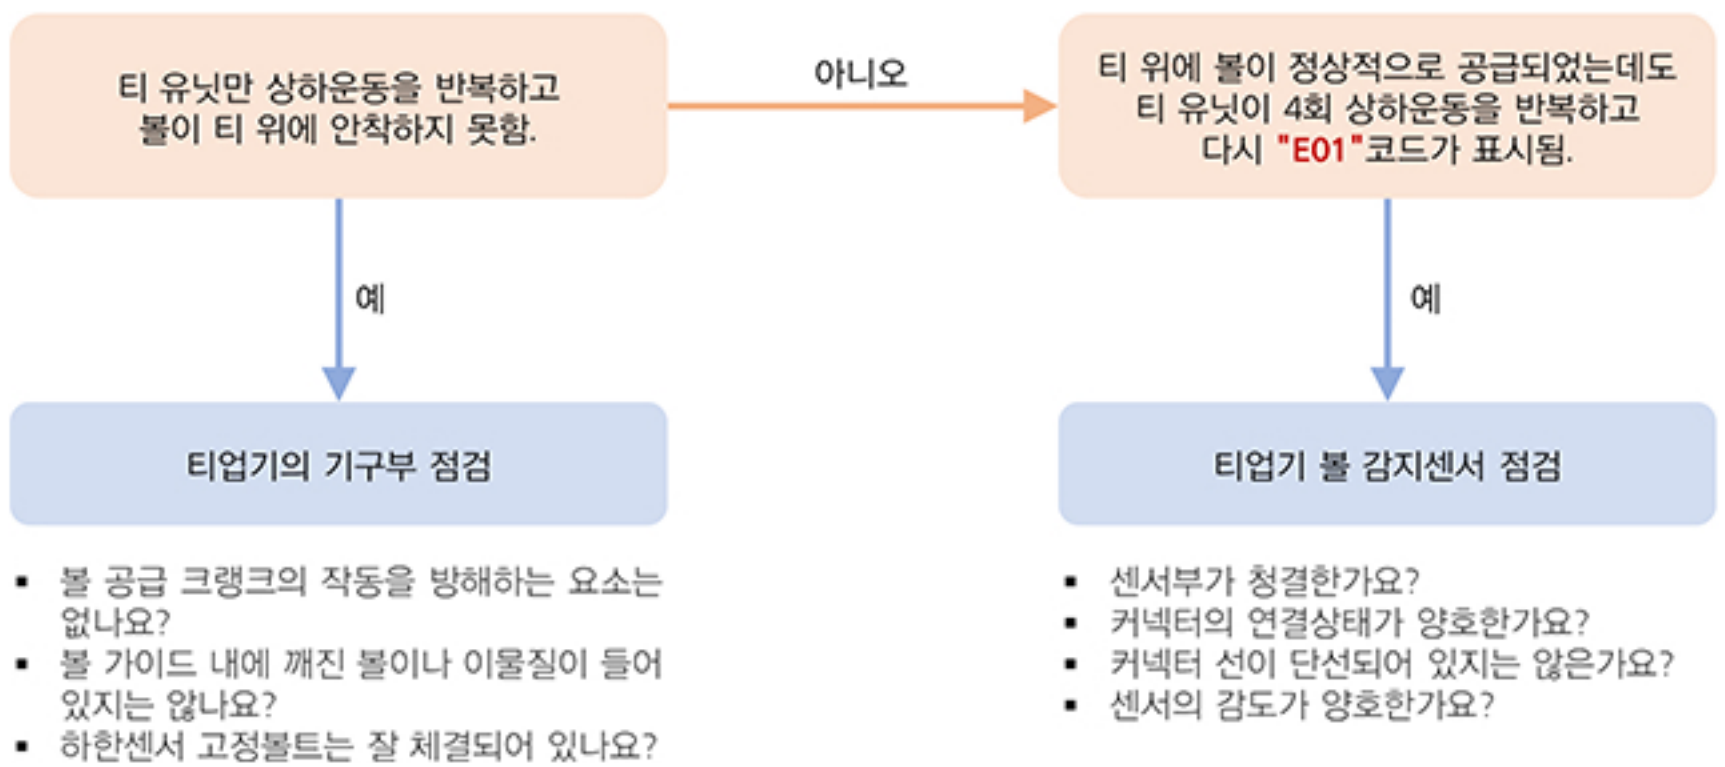 티 유닛만 상하운동을 반복하고
볼이 티 위에 안착하지 못함.
아니오
티 위에 볼이 정상적으로 공급되었는데도
티 유닛이 4회 상하운동을 반복하고
다시 "E01"코드가 표시됨.
예
예
티업기의 기구부 점검
티업기 볼 감지센서 점검
▪ 볼 공급 크랭크의 작동을 방해하는 요소는
없나요?
▪ 볼 가이드 내에 깨진 볼이나 이물질이 들어
있지는 않나요?
▪ 하한센서 고정볼트는 잘 체결되어 있나요?
▪ 센서부가 청결한가요?
▪ 커넥터의 연결상태가 양호한가요?
▪ 커넥터 선이 단선되어 있지는 않은가요?
▪ 센서의 감도가 양호한가요?